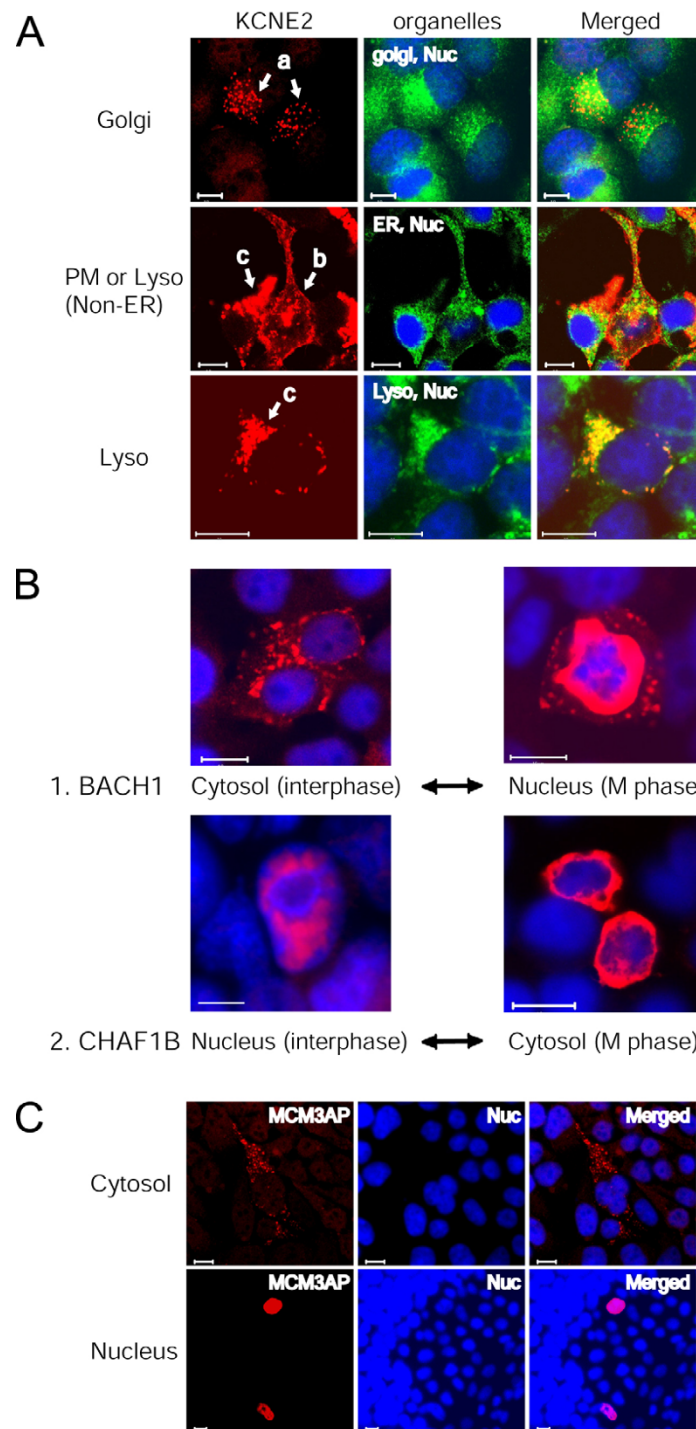 A
KCNE2 organelles Merged
Golgi
a
golgi, Nuc
PM or Lyso
(Non-ER)
c b
ER, Nuc
Lyso
c
Lyso, Nuc
B
1. BACH1 Cytosol (interphase) Nucleus (M phase
2. CHAF1B Nucleus (interphase) Cytosol (M phase)
C
Cytosol
MCM3AP Nuc Merged
Nucleus
MCM3AP Nuc Merged